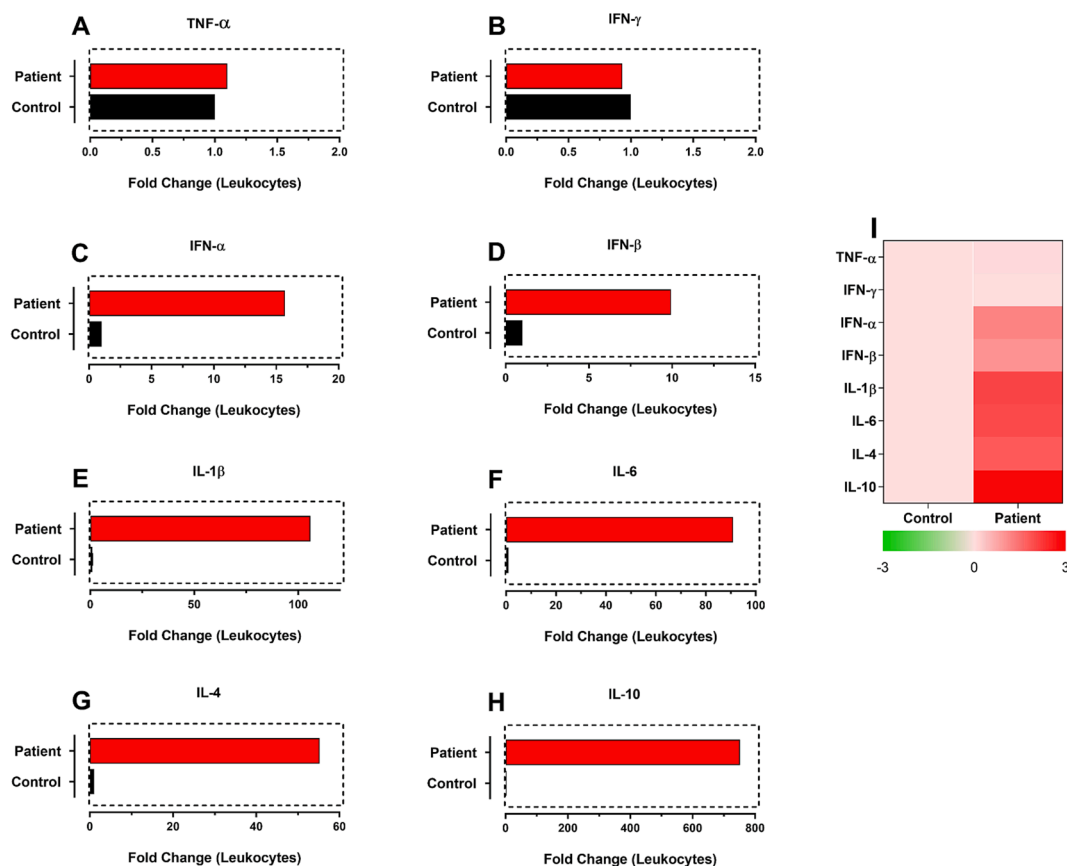 A
TNF-α
Patient
Control
0.0 0.5 1.0 1.5 2.0
Fold Change (Leukocytes)
B
IFN-γ
Patient
Control
0.0 0.5 1.0 1.5 2.0
Fold Change (Leukocytes)
C
IFN-α
Patient
Control
0 5 10 15 20
Fold Change (Leukocytes)
D
IFN-β
Patient
Control
0 5 10 15
Fold Change (Leukocytes)
E
IL-1β
Patient
Control
0 50 100
Fold Change (Leukocytes)
F
IL-6
Patient
Control
0 20 40 60 80 100
Fold Change (Leukocytes)
G
IL-4
Patient
Control
0 20 40 60
Fold Change (Leukocytes)
H
IL-10
Patient
Control
0 200 400 600 800
Fold Change (Leukocytes)
I
TNF-α
IFN-γ
IFN-α
IFN-β
IL-1β
IL-6
IL-4
IL-10
Control Patient
-3 0 3